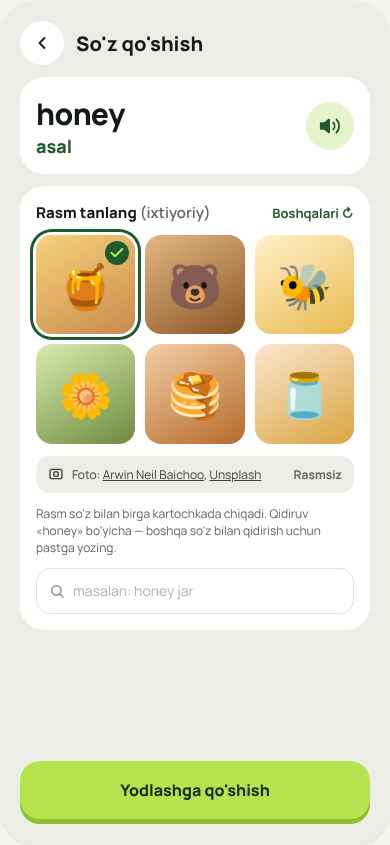 So'z qo'shish
honey
asal
Rasm tanlang (ixtiyoriy)
Boshqalari ↻
Foto: Arwin Neil Baichoo, Unsplash
Rasmsiz
Rasm so'z bilan birga kartochkada chiqadi. Qidiruv
«honey» bo'yicha — boshqa so'z bilan qidirish uchun
pastga yozing.
masalan: honey jar
Yodlashga qo'shish